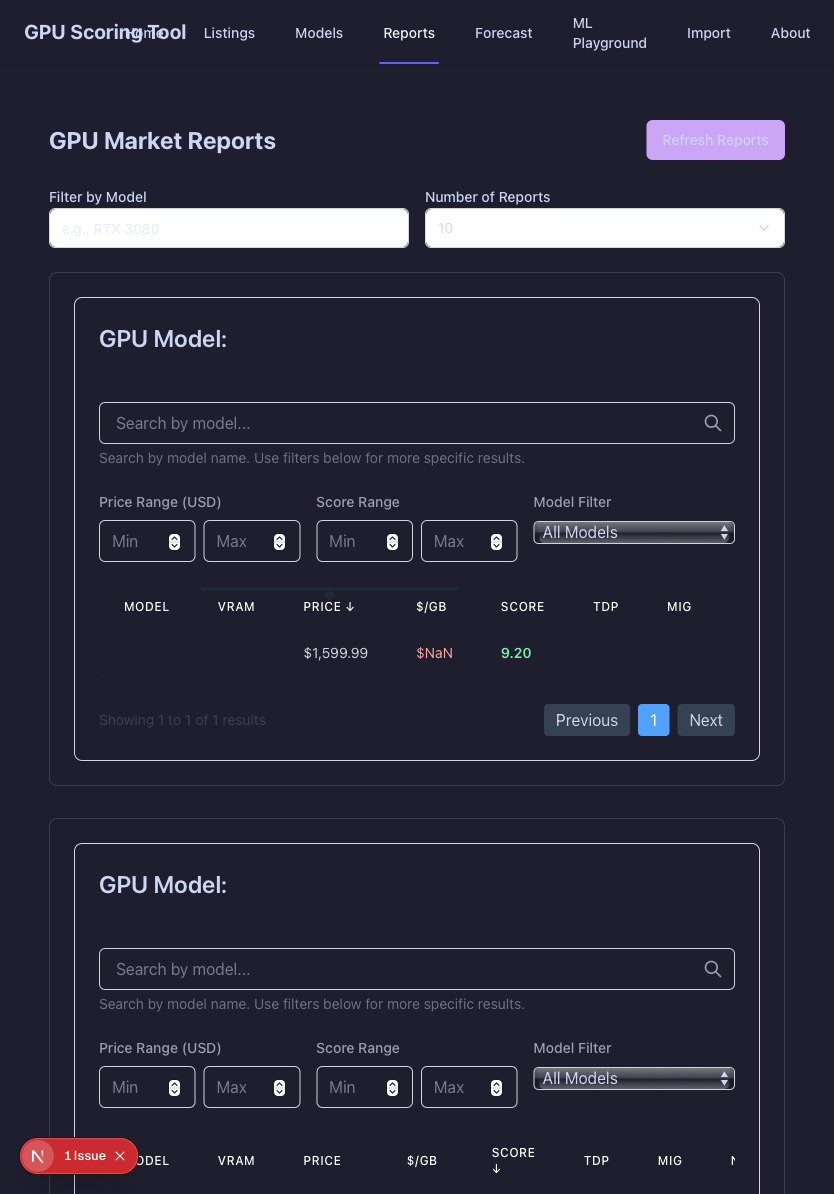 GPU Scoring Tool
Home
Listings
Models
Reports
Forecast
ML
Playground
Import
About
GPU Market Reports
Refresh Reports
Filter by Model
Number of Reports
e.g., RTX 3080
10
GPU Model:
Search by model...
Search by model name. Use filters below for more specific results.
Price Range (USD)
Score Range
Model Filter
Min
Max
Min
Max
All Models
MODEL
VRAM
PRICE ↓
$/GB
SCORE
TDP
MIG
$1,599.99
$NaN
9.20
Showing 1 to 1 of 1 results
Previous
1
Next
GPU Model:
Search by model...
Search by model name. Use filters below for more specific results.
Price Range (USD)
Score Range
Model Filter
Min
Max
Min
Max
All Models
ODEL
VRAM
PRICE
$/GB
SCORE
↓
TDP
MIG
N
1 Issue